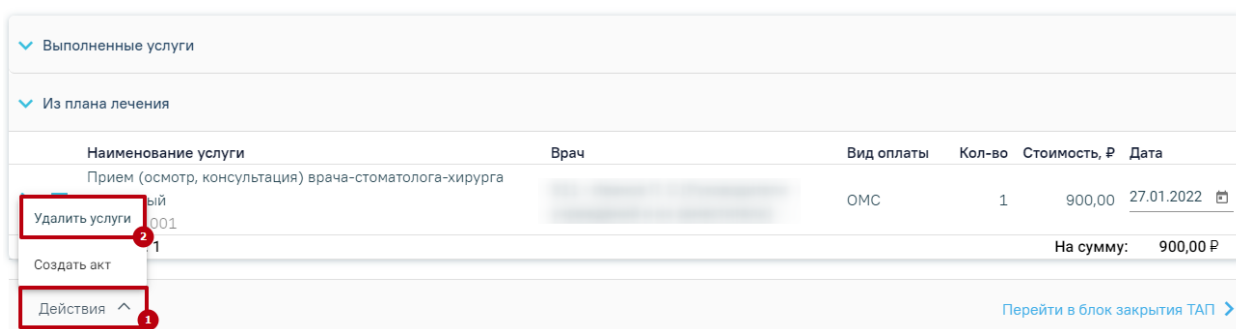 Выполненные услуги
Из плана лечения
Наименование услуги Врач Вид оплаты Кол-во Стоимость, ₽ Дата
Прием (осмотр, консультация) врача-стоматолога-хирурга
ый ОМС 1 900,00 27.01.2022
Удалить услуги
001
2
1 На сумму: 900,00 ₽
Создать акт
Действия Перейти в блок закрытия ТАП
1